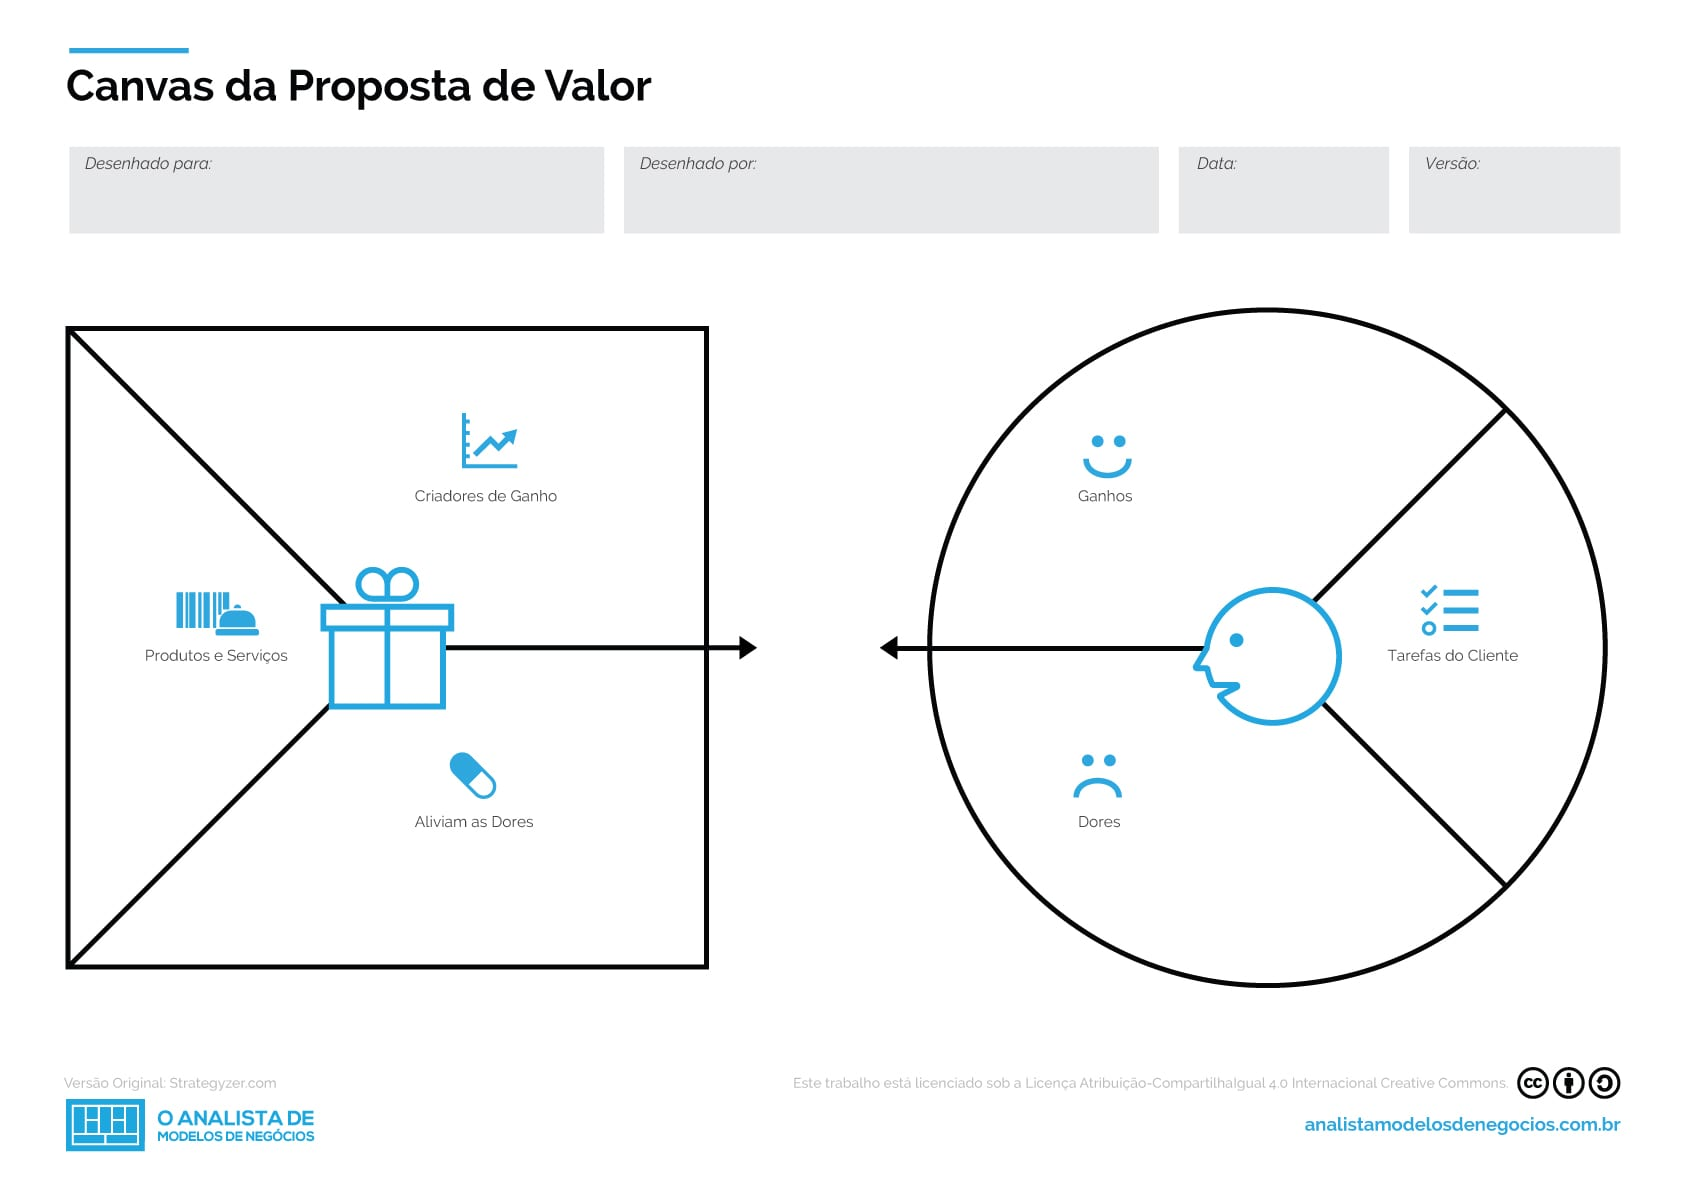 Canvas da Proposta de Valor
Desenhado para:
Desenhado por:
Data:
Versão:
Criadores de Ganho
Produtos e Serviços
Aliviam as Dores
Ganhos
Tarefas do Cliente
Dores
Versão Original: Strategyzer.com
O ANALISTA DE
MODELOS DE NEGÓCIOS
Este trabalho está licenciado sob a Licença Atribuição-CompartilhaIgual 4.0 Internacional Creative Commons.
cc
analistamodelosdenegocios.com.br